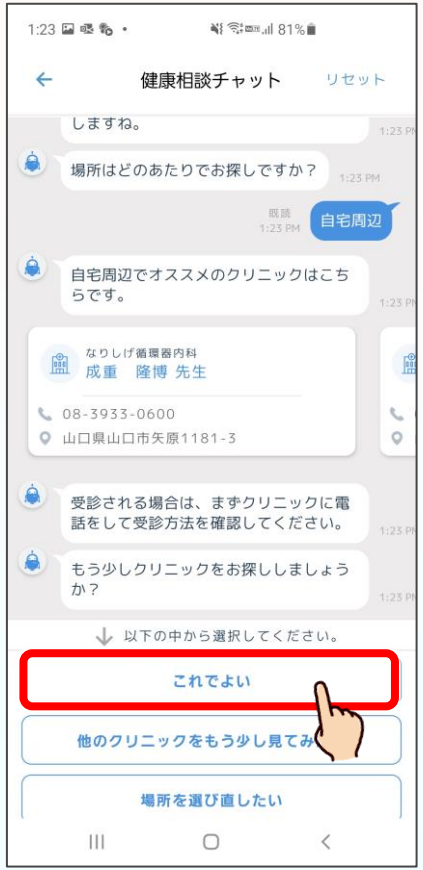 1:23
81%
健康相談チャット
リセット
しますね。
1:23 PM
場所はどのあたりでお探しですか?
1:23 PM
既読
1:23 PM
自宅周辺
自宅周辺でオススメのクリニックはこち
らです。
1:23 PM
なりしげ循環器内科
成重 隆博 先生
08-3933-0600
山口県山口市矢原1181-3
受診される場合は、まずクリニックに電
話をして受診方法を確認してください。
1:23 PM
もう少しクリニックをお探ししましょう
か?
1:23 PM
以下の中から選択してください。
これでよい
他のクリニックをもう少し見てみ
場所を選び直したい